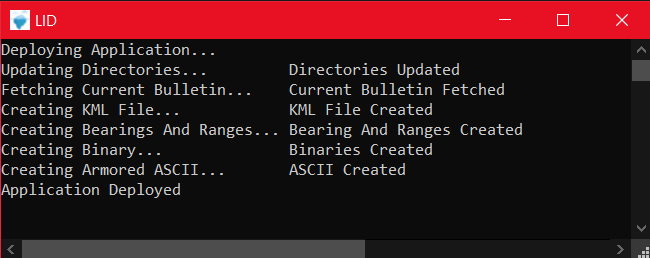 LID
Deploying Application...
Updating Directories... Directories Updated
Fetching Current Bulletin... Current Bulletin Fetched
Creating KML File... KML File Created
Creating Bearings And Ranges... Bearing And Ranges Created
Creating Binary... Binaries Created
Creating Armored ASCII... ASCII Created
Application Deployed